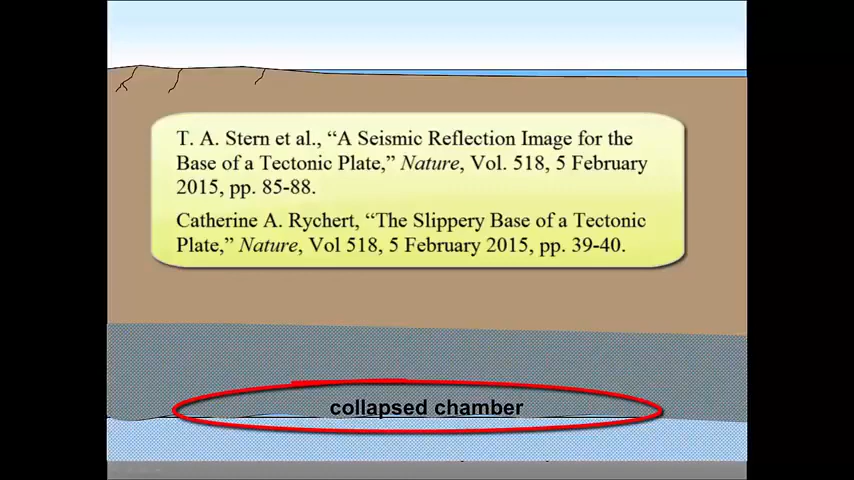 T. A. Stern et al., “A Seismic Reflection Image for the
Base of a Tectonic Plate,” Nature, Vol. 518, 5 February
2015, pp. 85-88.
Catherine A. Rychert, “The Slippery Base of a Tectonic
Plate,” Nature, Vol 518, 5 February 2015, pp. 39-40.
collapsed chamber